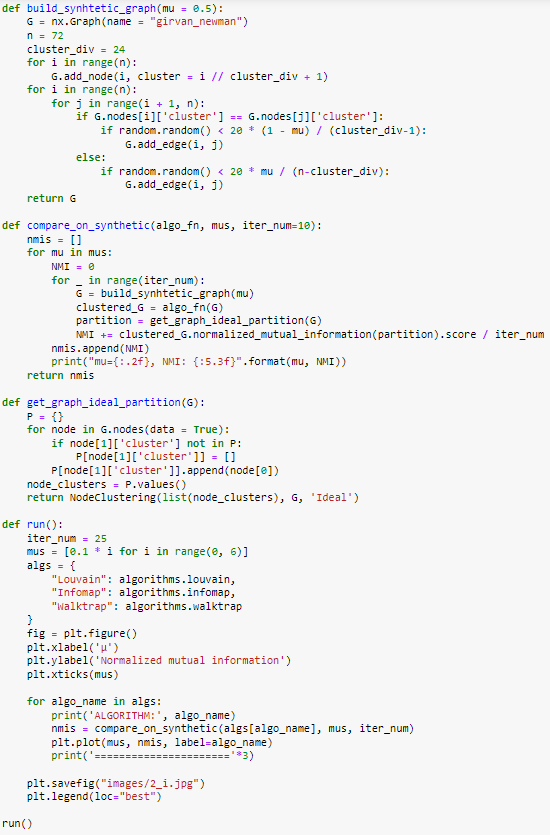 def build_synhtetic_graph(mu = 0.5):
    G = nx.Graph(name = "girvan_newman")
    n = 72
    cluster_div = 24
    for i in range(n):
        G.add_node(i, cluster = i // cluster_div + 1)
    for i in range(n):
        for j in range(i + 1, n):
            if G.nodes[i]['cluster'] == G.nodes[j]['cluster']:
                if random.random() < 20 * (1 - mu) / (cluster_div-1):
                    G.add_edge(i, j)
            else:
                if random.random() < 20 * mu / (n-cluster_div):
                    G.add_edge(i, j)
    return G

def compare_on_synthetic(algo_fn, mus, iter_num=10):
    nmis = []
    for mu in mus:
        NMI = 0
        for _ in range(iter_num):
            G = build_synhtetic_graph(mu)
            clustered_G = algo_fn(G)
            partition = get_graph_ideal_partition(G)
            NMI += clustered_G.normalized_mutual_information(partition).score / iter_num
        nmis.append(NMI)
        print("mu={:.2f}, NMI: {:5.3f}".format(mu, NMI))
    return nmis

def get_graph_ideal_partition(G):
    P = {}
    for node in G.nodes(data = True):
        if node[1]['cluster'] not in P:
            P[node[1]['cluster']] = []
        P[node[1]['cluster']].append(node[0])
    node_clusters = P.values()
    return NodeClustering(list(node_clusters), G, 'Ideal')

def run():
    iter_num = 25
    mus = [0.1 * i for i in range(0, 6)]
    algs = {
        "Louvain": algorithms.louvain,
        "Infomap": algorithms.infomap,
        "Walktrap": algorithms.walktrap
    }
    fig = plt.figure()
    plt.xlabel('μ')
    plt.ylabel('Normalized mutual information')
    plt.xticks(mus)

    for algo_name in algs:
        print('ALGORITHM:', algo_name)
        nmis = compare_on_synthetic(algs[algo_name], mus, iter_num)
        plt.plot(mus, nmis, label=algo_name)
        print('======================'*3)

    plt.savefig("images/2_i.jpg")
    plt.legend(loc="best")

run()